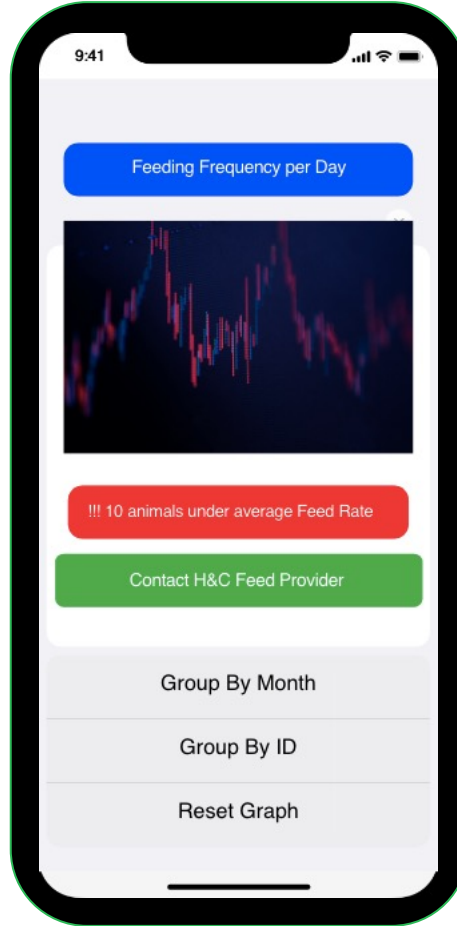 9:41
Feeding Frequency per Day
!!! 10 animals under average Feed Rate
Contact H&C Feed Provider
Group By Month
Group By ID
Reset Graph